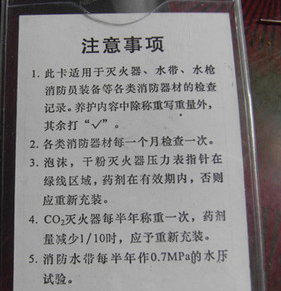 注意事项
1. 此卡适用于灭火器、水带、水枪
消防员装备等各类消防器材的检查
记录。养护内容中除称重写重量外，
其余打“√”。
2. 各类消防器材每一个月检查一次。
3. 泡沫，干粉灭火器压力表指针在
绿线区域，药剂在有效期内，否则
应重新充装。
4. CO₂灭火器每半年称重一次，药剂
量减少1/10时，应予重新充装。
5. 消防水带每半年作0.7MPa的水压
试验。